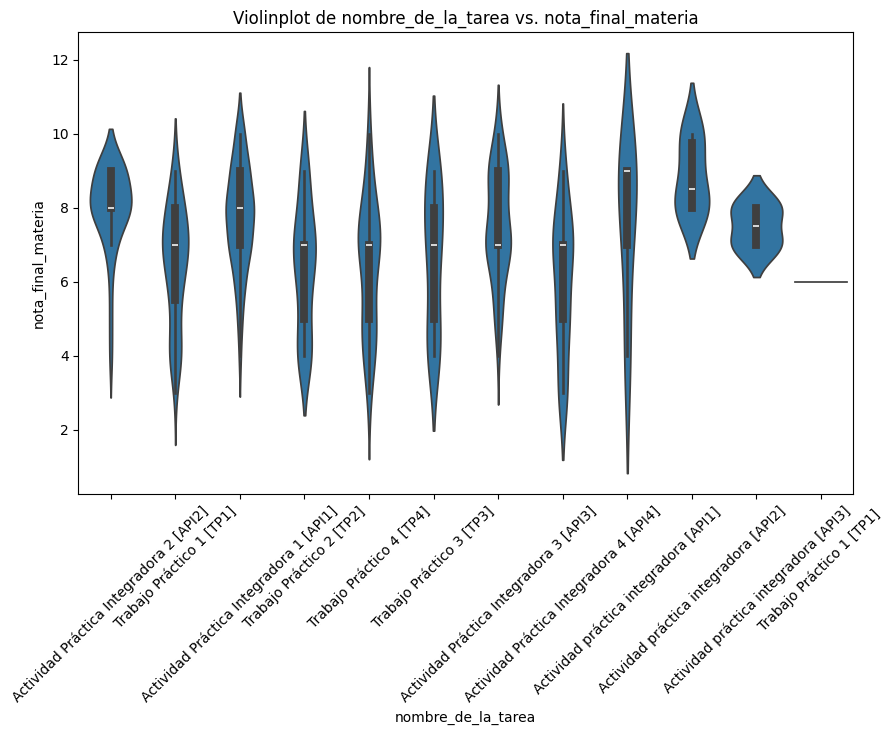 Violinplot de nombre_de_la_tarea vs. nota_final_materia
nota_final_materia
12
10
8
6
4
2
Actividad Práctica Integradora 2 [API2]
Trabajo Práctico 1 [TP1]
Actividad Práctica Integradora 1 [API1]
Trabajo Práctico 2 [TP2]
Trabajo Práctico 4 [TP4]
Trabajo Práctico 3 [TP3]
Actividad Práctica Integradora 3 [API3]
Actividad Práctica Integradora 4 [API4]
Actividad práctica integradora [API1]
Actividad práctica integradora [API2]
Actividad práctica integradora [API3]
Trabajo Práctico 1 [TP1]
nombre_de_la_tarea